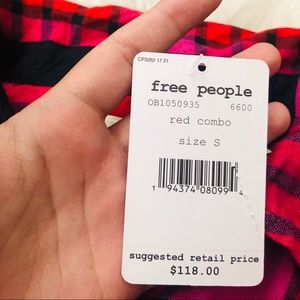 CP3262 17 21
free people
OB1050935 6600
red combo
size S
1 94374 08099 4
suggested retail price
$118.00